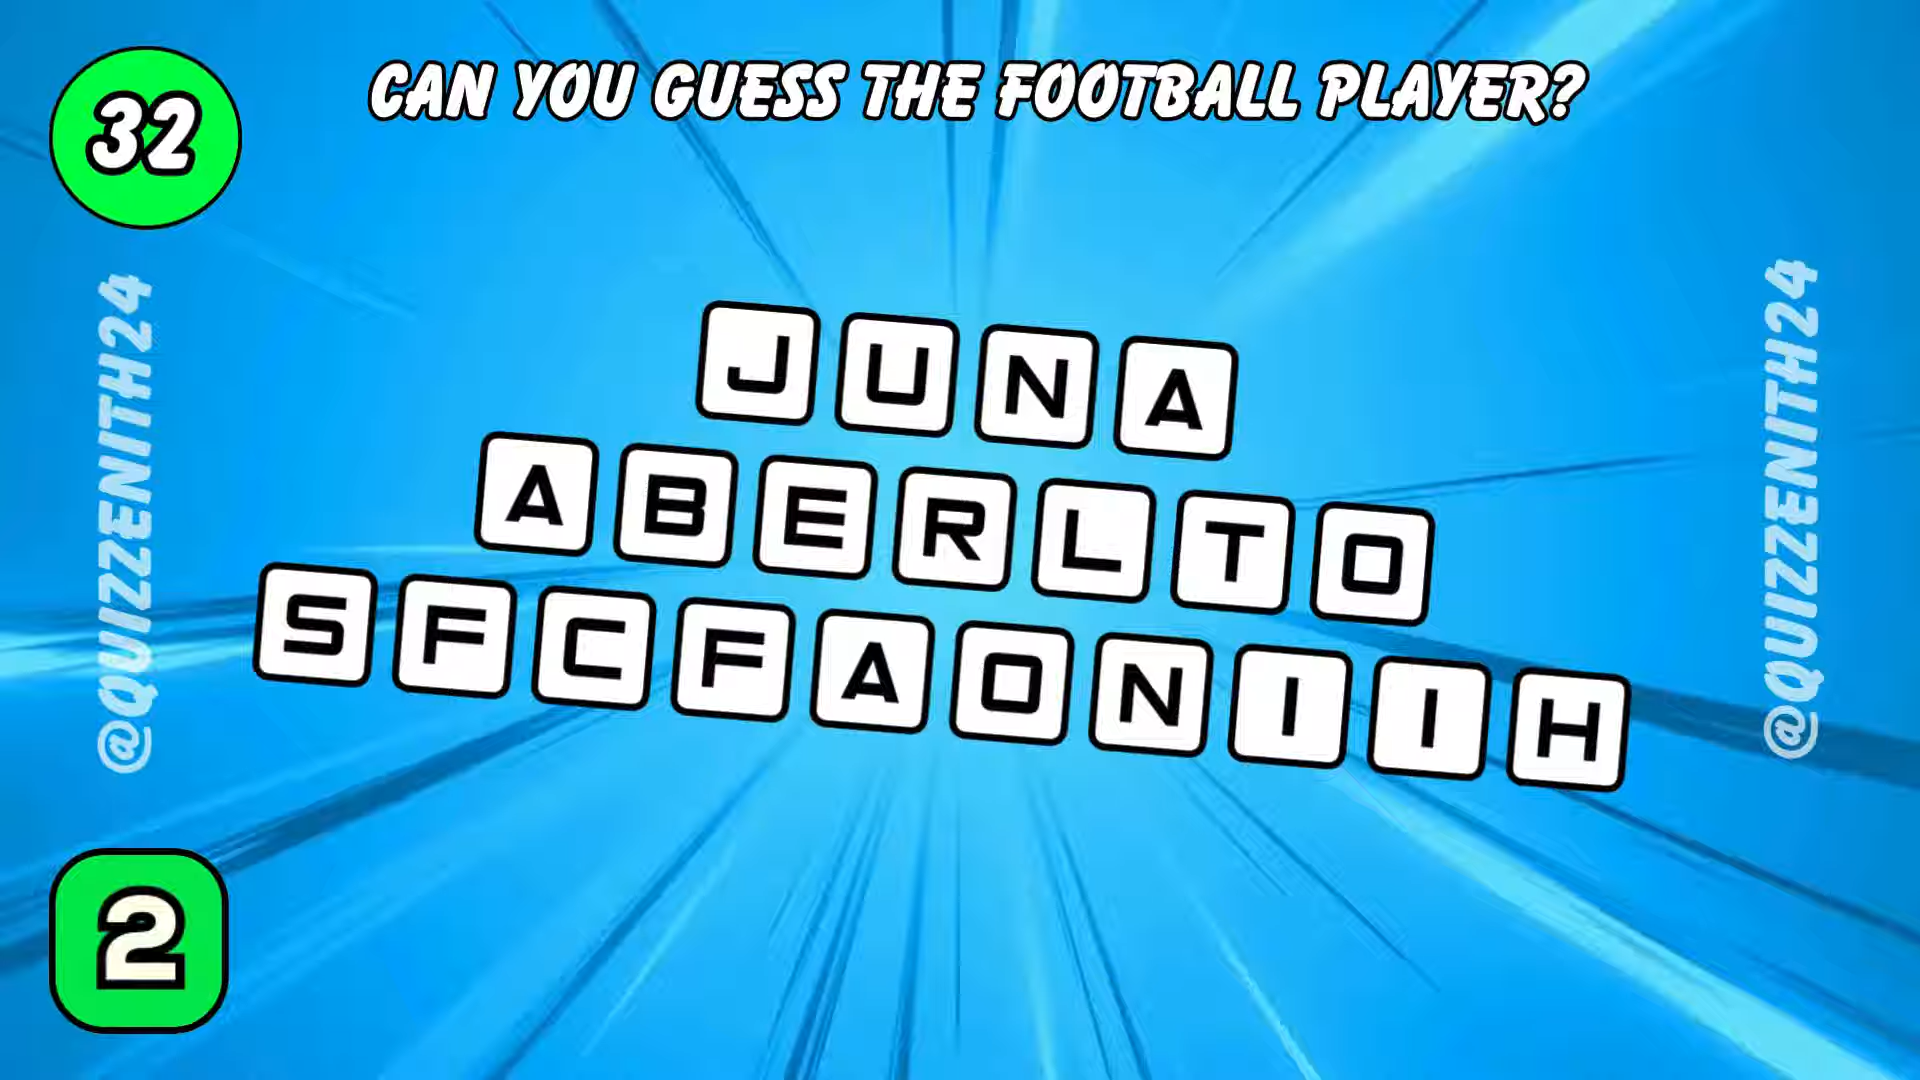 32
CAN YOU GUESS THE FOOTBALL PLAYER?
@QUIZZENITH24
@QUIZZENITH24
JUNA
ABERLTO
SFCFAONIIH
2